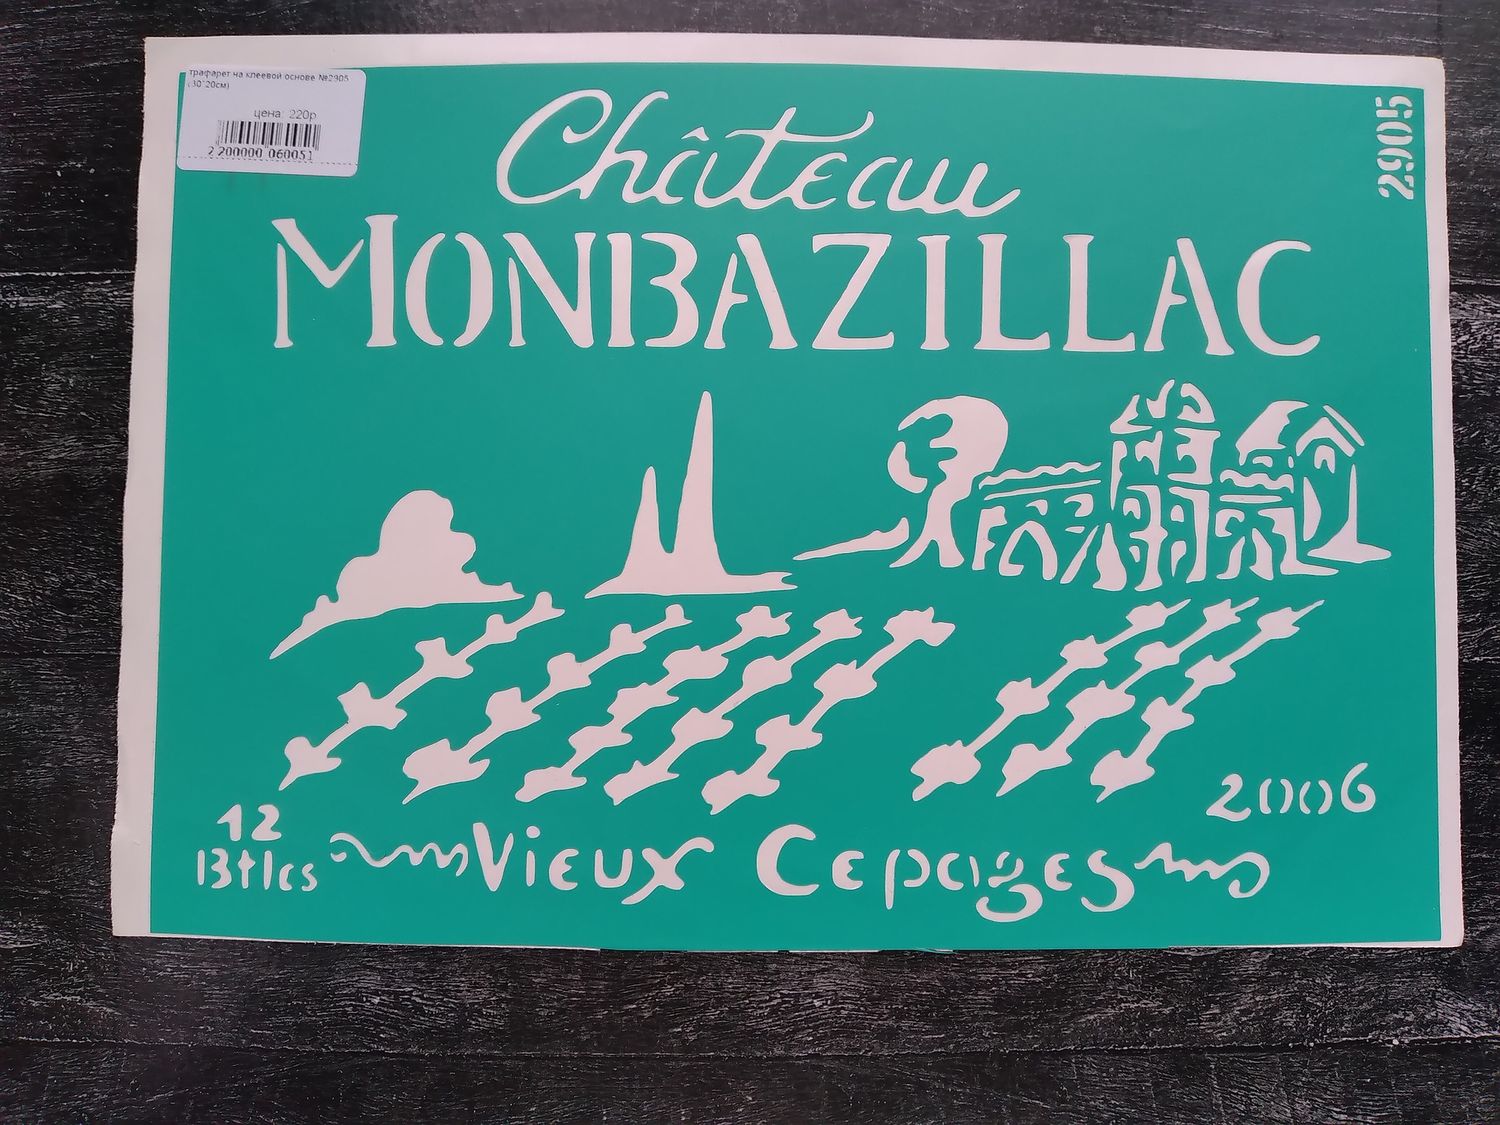 трафарет на клеевой основе №2905
(30*20см)
цена: 220р
2 200000 060051
2905
Château
MONBAZILLAC
2006
12
Btles
Vieux Cepages